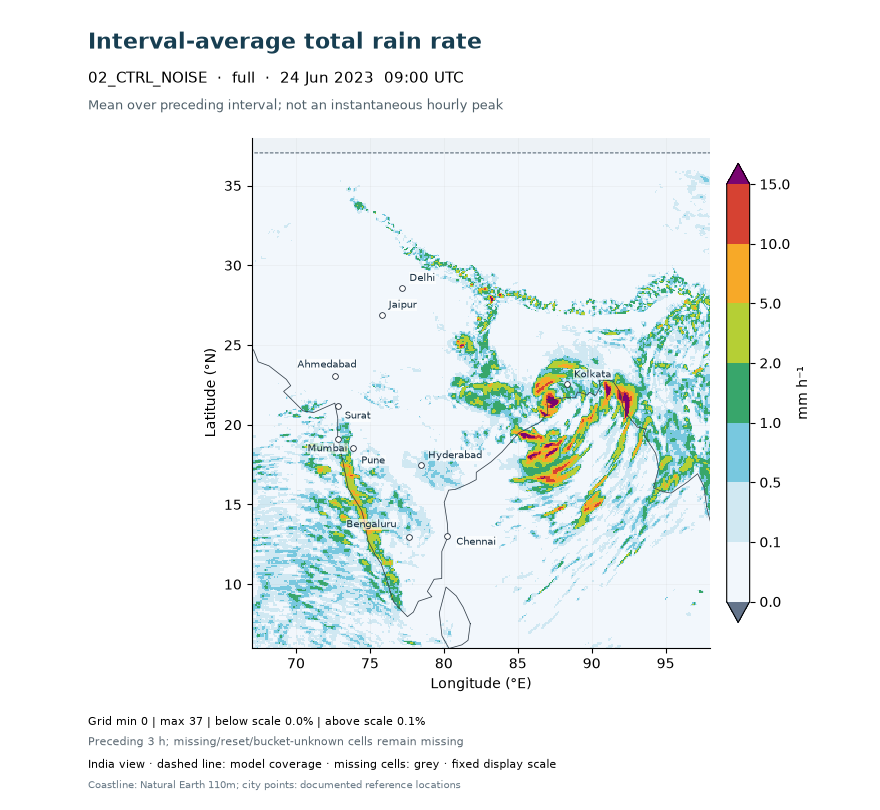 Interval-average total rain rate
02_CTRL_NOISE · full · 24 Jun 2023 09:00 UTC
Mean over preceding interval; not an instantaneous hourly peak
35
30
25
20
15
10
Latitude (°N)
70
75
80
85
90
95
Longitude (°E)
Delhi
Jaipur
Ahmedabad
Kolkata
Surat
Mumbai
Pune
Hyderabad
Bengaluru
Chennai
15.0
10.0
5.0
2.0
1.0
0.5
0.1
0.0
mm h⁻¹
Grid min 0 | max 37 | below scale 0.0% | above scale 0.1%
Preceding 3 h; missing/reset/bucket-unknown cells remain missing
India view · dashed line: model coverage · missing cells: grey · fixed display scale
Coastline: Natural Earth 110m; city points: documented reference locations